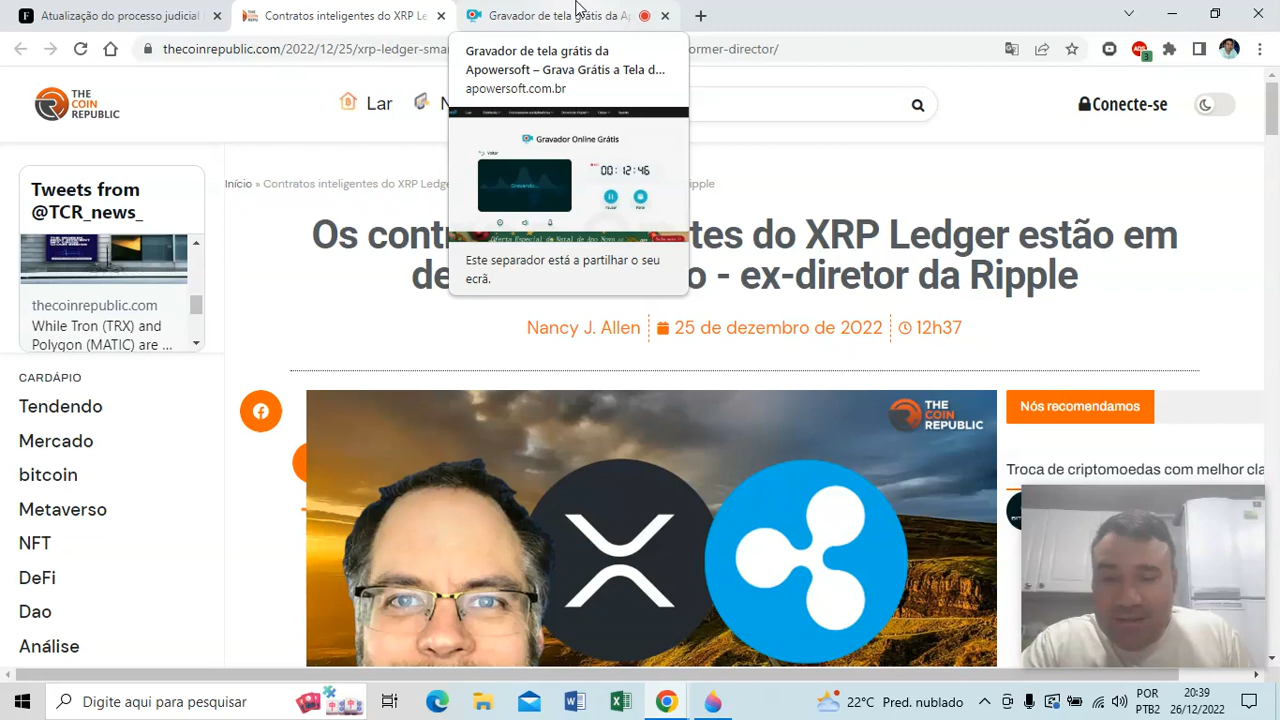 Atualização do processo judicial
Contratos inteligentes do XRP Le
Gravador de tela grátis da Ap
thecoinrepublic.com/2022/12/25/xrp-ledger-sma
ormer-director/
Gravador de tela grátis da
Apowersoft – Grava Grátis a Tela d...
apowersoft.com.br
Gravador Online Grátis
Voltar
Gravando...
00:12:46
Este separador está a partilhar o seu
ecrã.
THE
COIN
REPUBLIC
Lar
N
Conecte-se
Tweets from
@TCR_news_
thecoinrepublic.com
While Tron (TRX) and
Polygon (MATIC) are ...
Início » Contratos inteligentes do XRP Ledg
pple
Os cont
tes do XRP Ledger estão em
de
o - ex-diretor da Ripple
Nancy J. Allen
25 de dezembro de 2022
12h37
CARDÁPIO
Tendendo
Mercado
bitcoin
Metaverso
NFT
DeFi
Dao
Análise
THE
COIN
REPUBLIC
Nós recomendamos
Troca de criptomoedas com melhor cla
Digite aqui para pesquisar
22°C Pred. nublado
POR
PTB2
20:39
26/12/2022